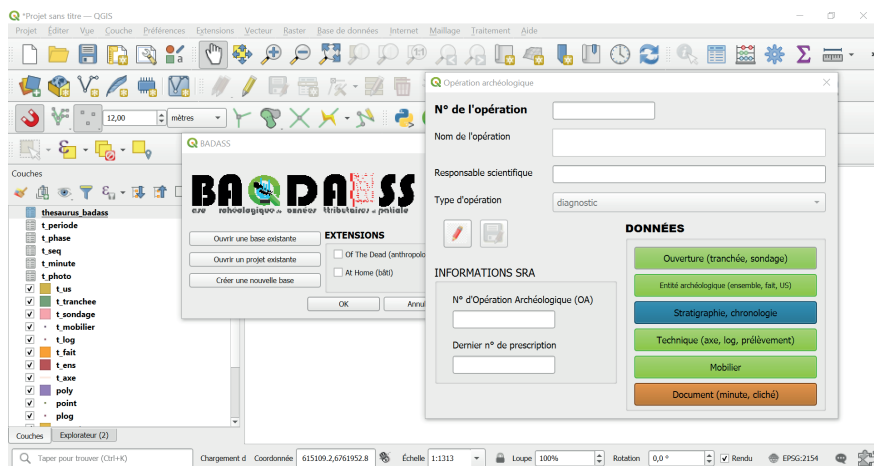 *Projet sans titre — QGIS
Projet Éditer Vue Couche Préférences Extensions Vecteur Raster Base de données Internet Maillage Traitement Aide
12,00 mètres
Couches
thesaurus_badass
t_periode
t_phase
t_seq
t_minute
t_photo
t_us
t_tranchee
t_sondage
t_mobilier
t_log
t_fait
t_ens
t_axe
poly
point
plog
Couches Explorateur (2)
BADASS
BADASS
Ouvrir une base existante
Ouvrir un projet existante
Créer une nouvelle base
EXTENSIONS
Of The Dead (anthropolo
At Home (bâti)
OK Annul
Opération archéologique
N° de l'opération
Nom de l'opération
Responsable scientifique
Type d'opération diagnostic
INFORMATIONS SRA
N° d'Opération Archéologique (OA)
Dernier n° de prescription
DONNÉES
Ouverture (tranchée, sondage)
Entité archéologique (ensemble, fait, US)
Stratigraphie, chronologie
Technique (axe, log, prélèvement)
Mobilier
Document (minute, cliché)
Taper pour trouver (Ctrl+K) Chargement d Coordonnée 615109.2,6761952.8 Échelle 1:1313 Loupe 100% Rotation 0,0 ° Rendu EPSG:2154